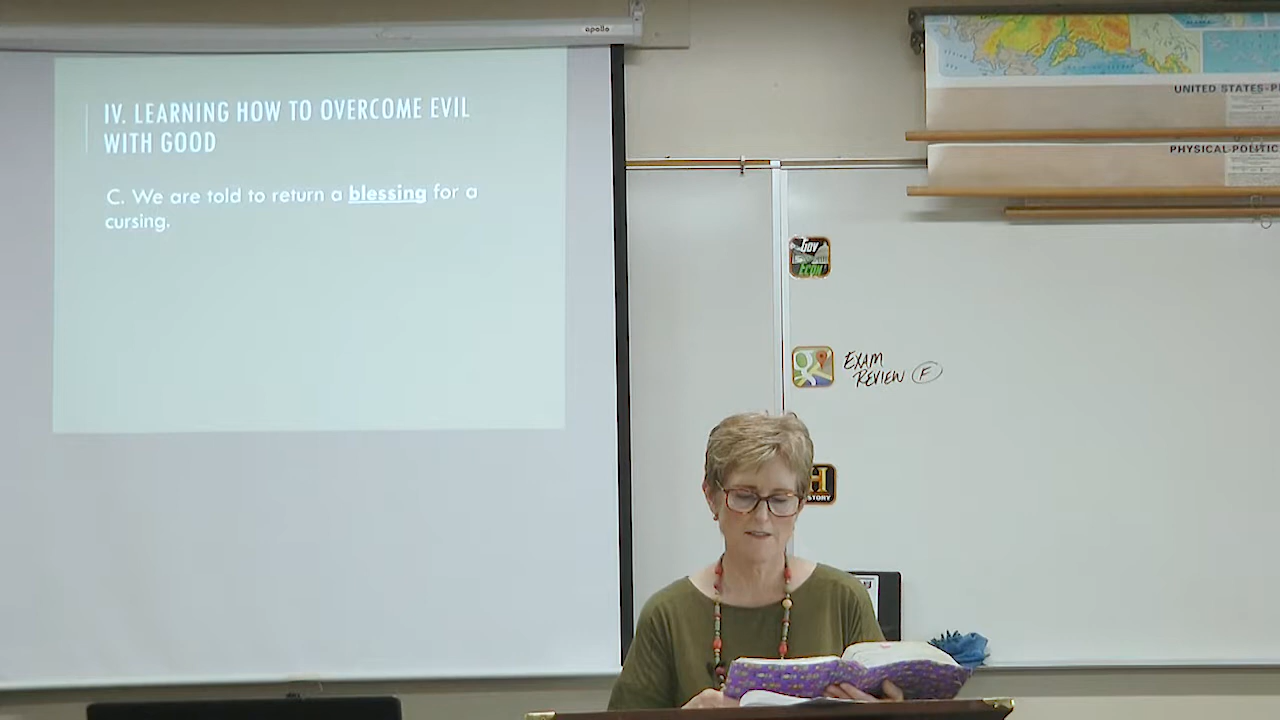 apollo
IV. LEARNING HOW TO OVERCOME EVIL
WITH GOOD
C. We are told to return a blessing for a
cursing.
UNITED STATES-P
PHYSICAL-POLITIC
GOV
ECON
EXAM
REVIEW F
H
STORY